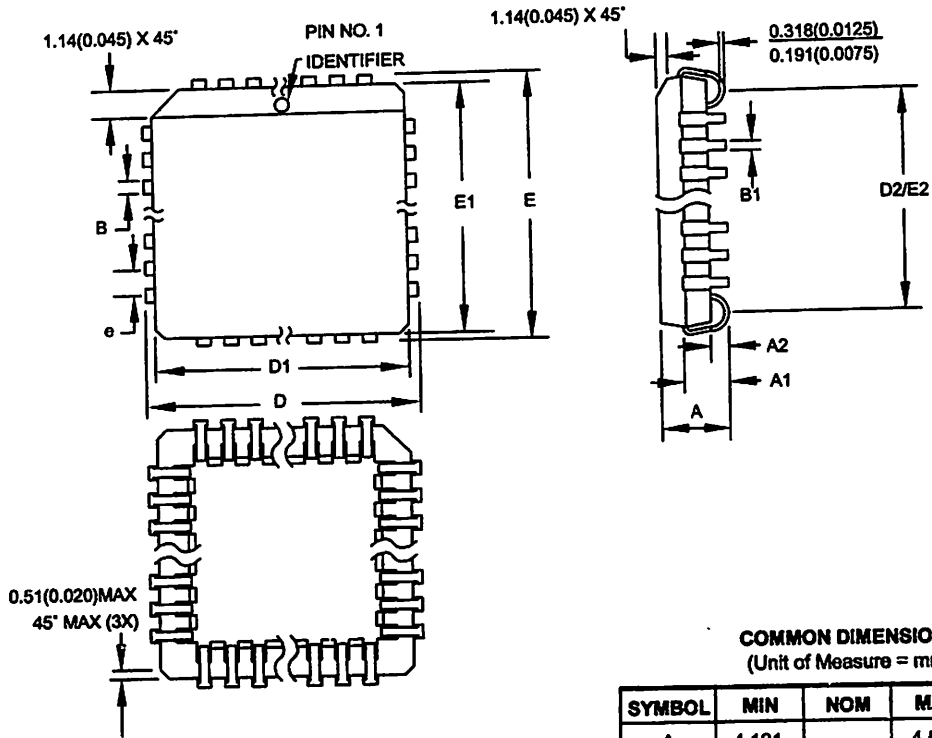 1.14(0.045) X 45°
PIN NO. 1
IDENTIFIER
1.14(0.045) X 45°
0.318(0.0125)
0.191(0.0075)
B
e
E1
E
D1
D
B1
D2/E2
A2
A1
A
0.51(0.020)MAX
45° MAX (3X)
COMMON DIMENSIO
(Unit of Measure = m
SYMBOL MIN NOM M